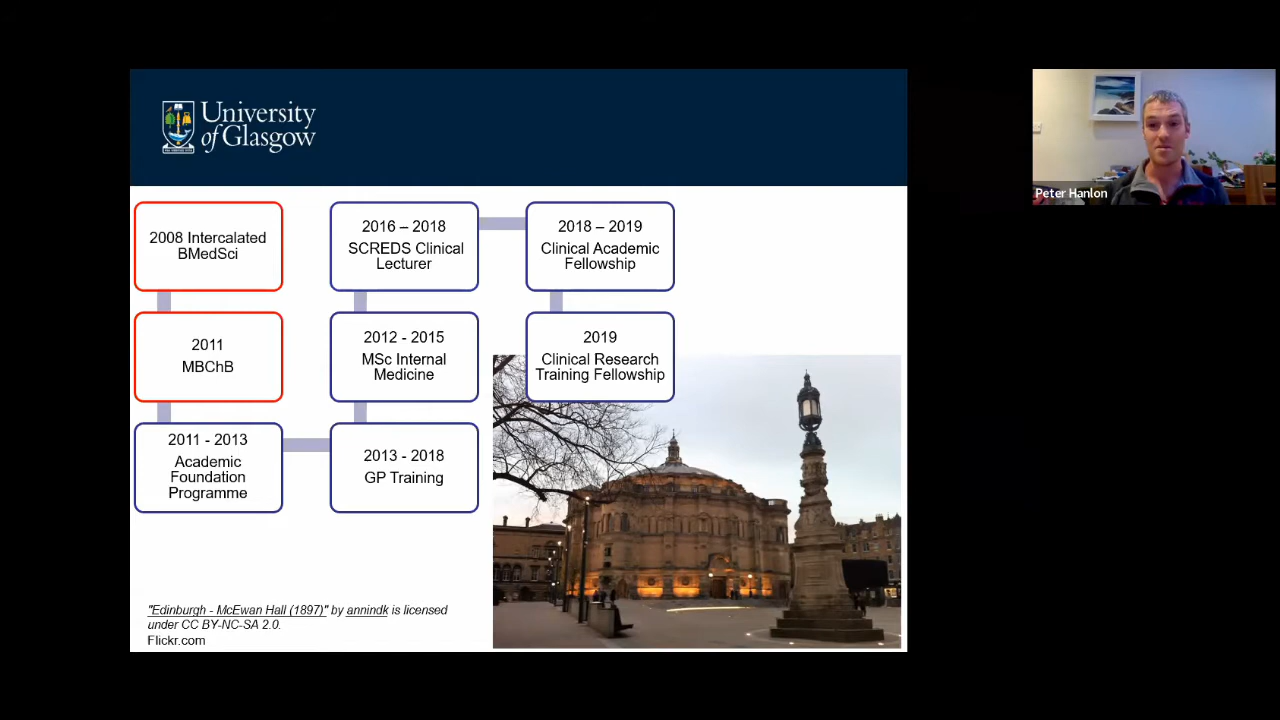 University
of Glasgow
2008 Intercalated
BMedSci
2011
MBChB
2011 - 2013
Academic
Foundation
Programme
2016 – 2018
SCREDS Clinical
Lecturer
2012 - 2015
MSc Internal
Medicine
2013 - 2018
GP Training
2018 – 2019
Clinical Academic
Fellowship
2019
Clinical Research
Training Fellowship
"Edinburgh - McEwan Hall (1897)" by annindk is licensed
under CC BY-NC-SA 2.0.
Flickr.com
Peter Hanlon